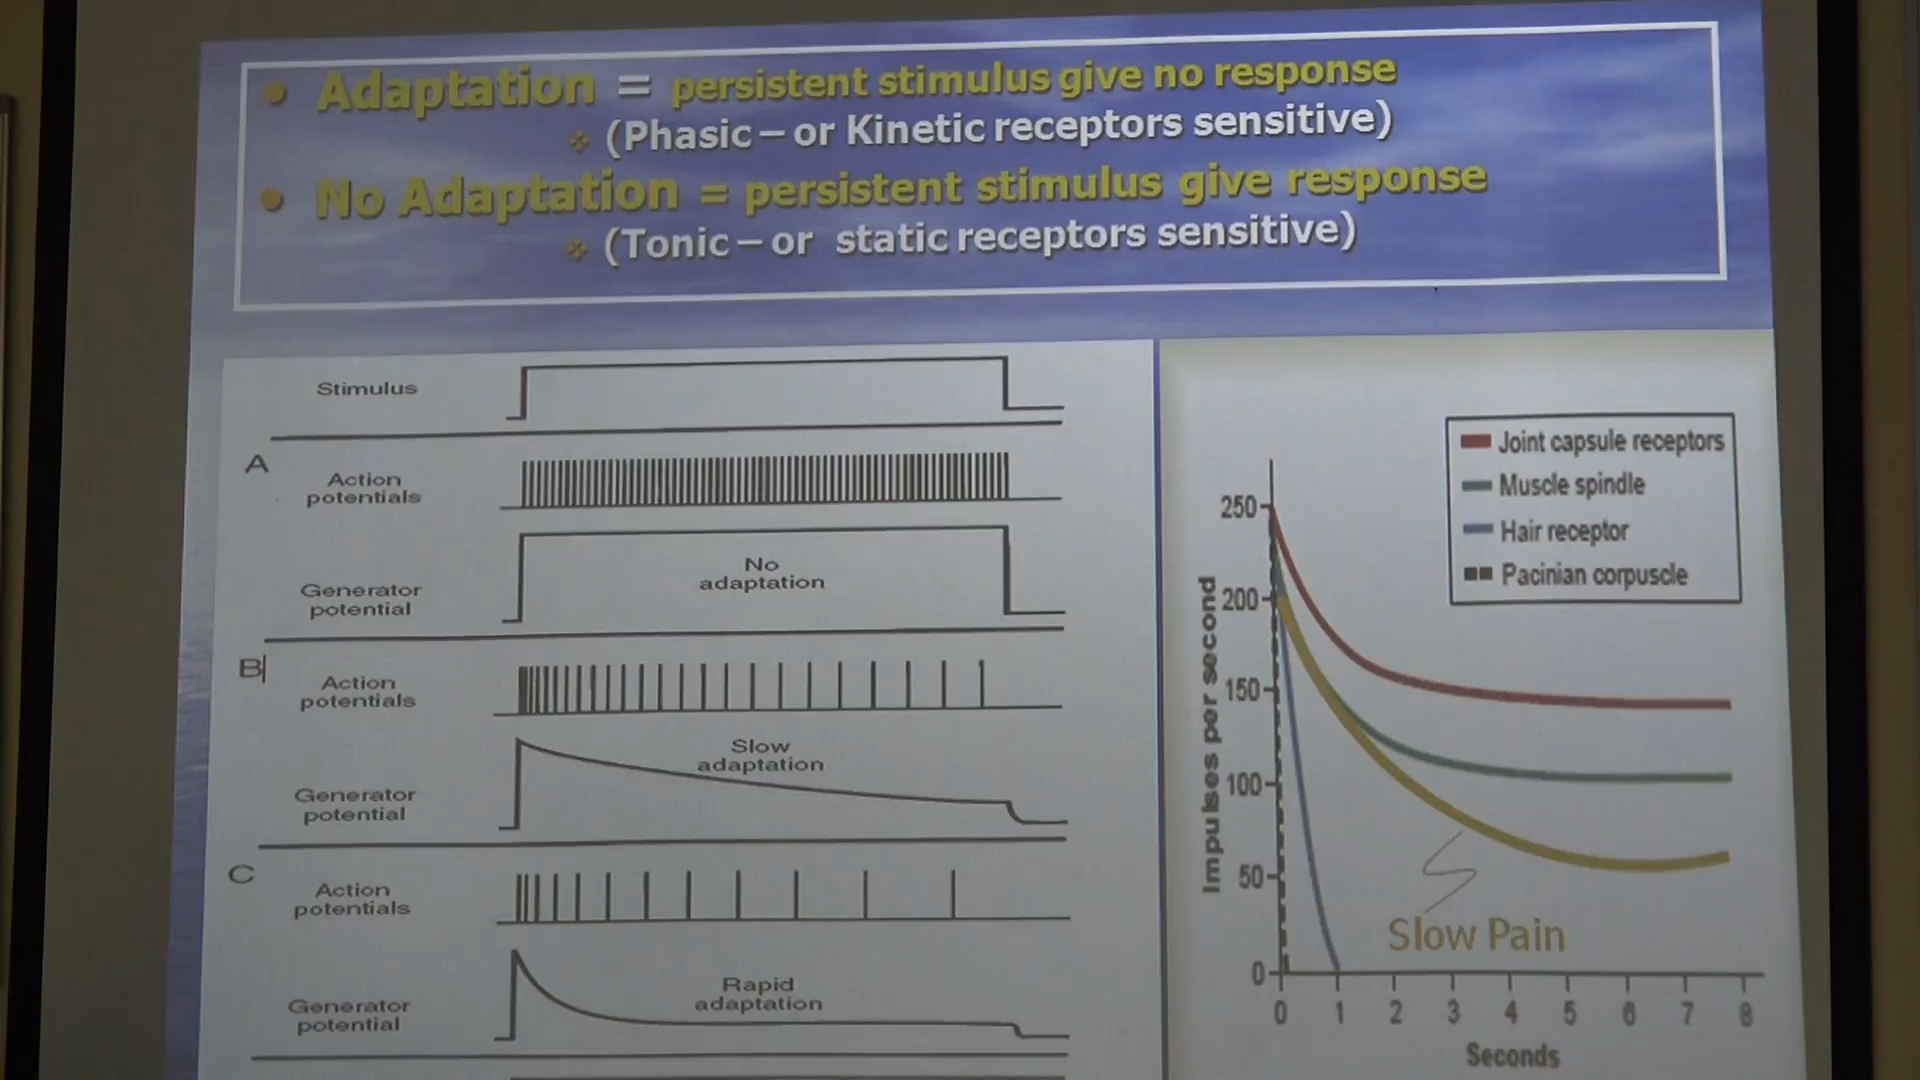 Adaptation = persistent stimulus give no response
(Phasic – or Kinetic receptors sensitive)
No Adaptation = persistent stimulus give response
(Tonic – or static receptors sensitive)
Stimulus
A
Action
potentials
No
adaptation
Generator
potential
B
Action
potentials
Slow
adaptation
Generator
potential
C
Action
potentials
Rapid
adaptation
Generator
potential
Joint capsule receptors
Muscle spindle
Hair receptor
Pacinian corpuscle
Impulses per second
250
200
150
100
50
0
Slow Pain
0 1 2 3 4 5 6 7 8
Seconds